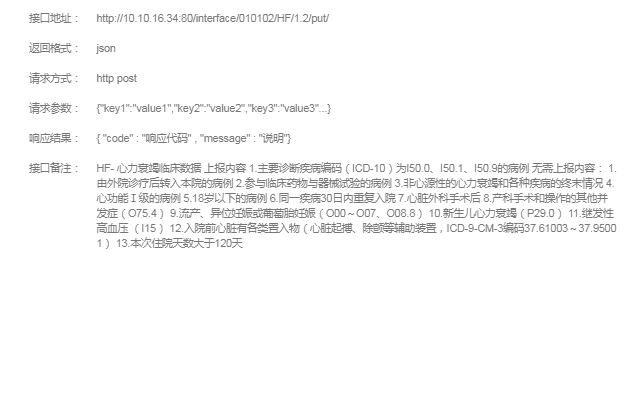 接口地址： http://10.10.16.34:80/interface/010102/HF/1.2/put/
返回格式： json
请求方式： http post
请求参数： {"key1":"value1","key2":"value2","key3":"value3"...}
响应结果： { "code" : "响应代码" , "message" : "说明"}
接口备注： HF- 心力衰竭临床数据 上报内容 1.主要诊断疾病编码（ICD-10）为I50.0、I50.1、I50.9的病例 无需上报内容： 1.
由外院诊疗后转入本院的病例 2.参与临床药物与器械试验的病例 3.非心源性的心力衰竭和各种疾病的终末情况 4.
心功能Ⅰ级的病例 5.18岁以下的病例 6.同一疾病30日内重复入院 7.心脏外科手术后 8.产科手术和操作的其他并
发症（O75.4） 9.流产、异位妊娠或葡萄胎妊娠（O00～O07、O08.8 ） 10.新生儿心力衰竭（P29.0 ） 11.继发性
高血压 （ I15 ） 12.入院前心脏有各类置入物（ 心脏起搏、除颤等辅助装置，ICD-9-CM-3编码37.61003～37.9500
1 ） 13.本次住院天数大于120天